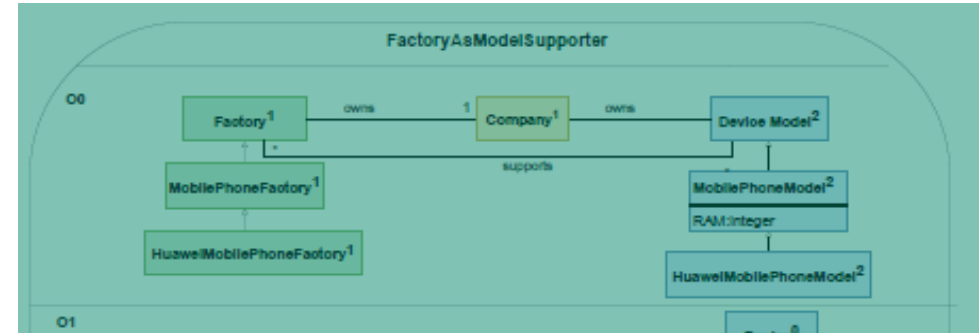 FactoryAsModelSupporter
O0
Factory1
owns
1
Company1
owns
Device Model2
*
supports
*
MobilePhoneFactory1
MobilePhoneModel2
RAM:Integer
HuaweiMobilePhoneFactory1
HuaweiMobilePhoneModel2
O1